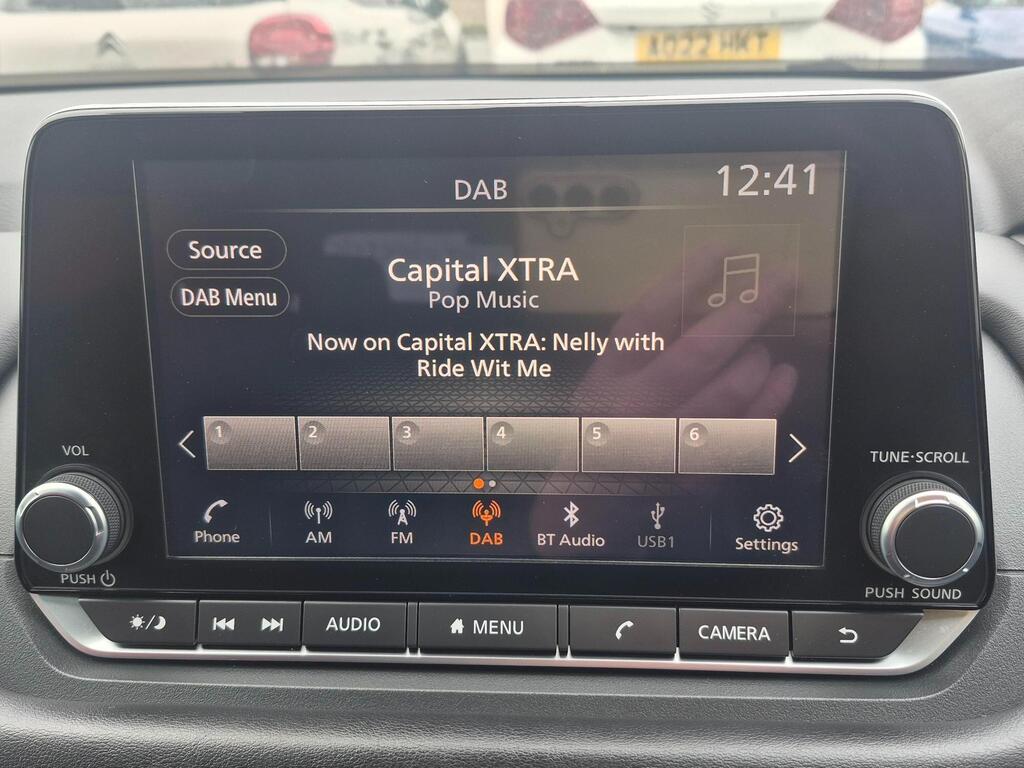 DAB
12:41
Source
DAB Menu
Capital XTRA
Pop Music
Now on Capital XTRA: Nelly with
Ride Wit Me
1 2 3 4 5 6
Phone AM FM DAB BT Audio USB1 Settings
VOL
PUSH
TUNE·SCROLL
PUSH SOUND
AUDIO MENU CAMERA